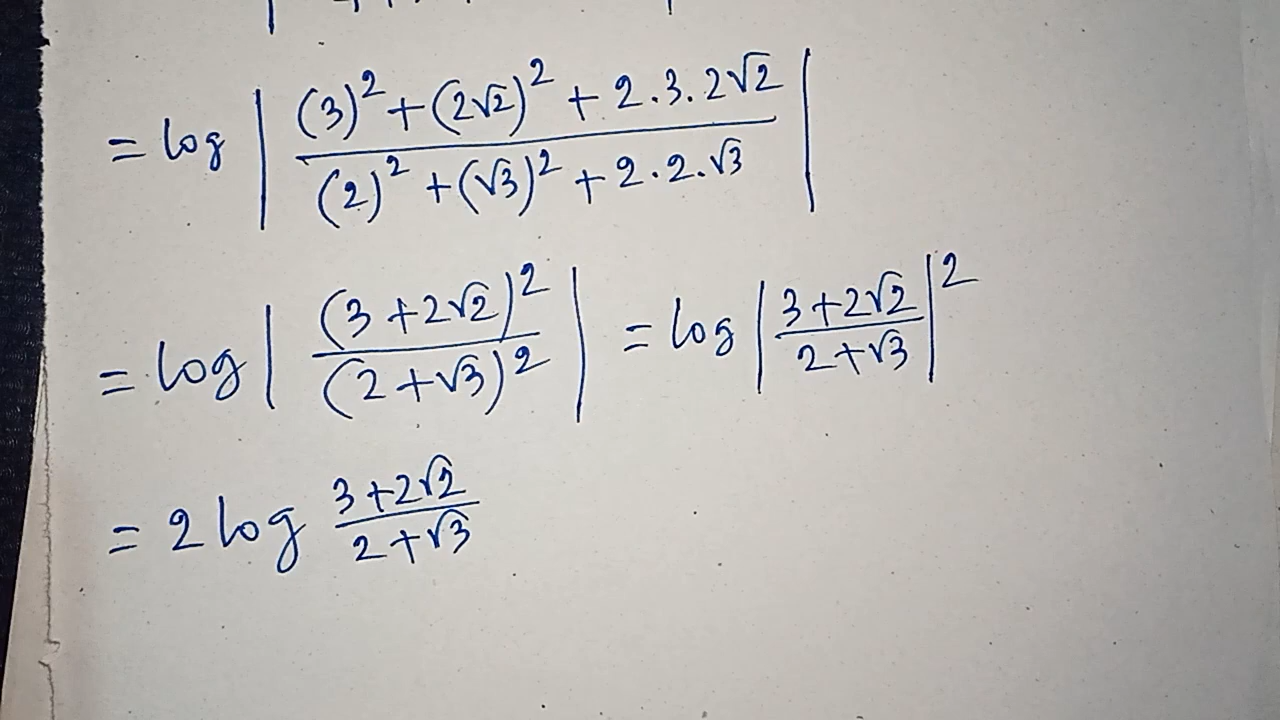 = log | ((3)² + (2√2)² + 2.3.2√2) / ((2)² + (√3)² + 2.2.√3) |
= log | (3+2√2)² / (2+√3)² | = log | (3+2√2) / (2+√3) |²
= 2 log (3+2√2) / (2+√3)